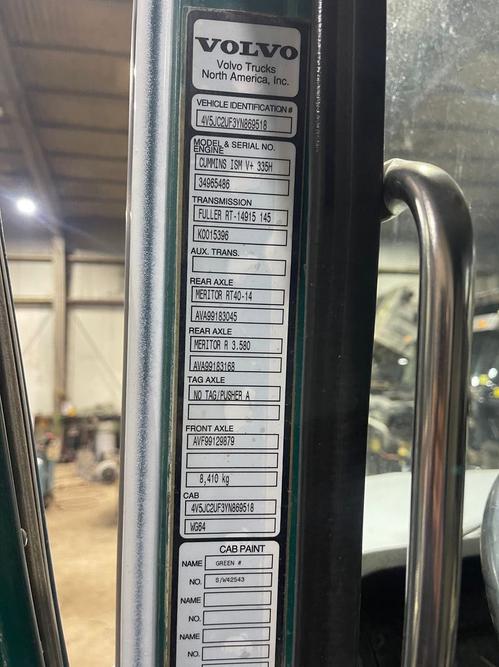 VOLVO
Volvo Trucks
North America, Inc.
VEHICLE IDENTIFICATION #
4V5JC2UF3YN869518
MODEL & SERIAL NO.
ENGINE
CUMMINS ISM V+ 335H
34965486
TRANSMISSION
FULLER RT-14915 145
K0015396
AUX. TRANS.
REAR AXLE
MERITOR RT40-14
AVA99183045
REAR AXLE
MERITOR R 3.580
AVA99183168
TAG AXLE
NO TAG/PUSHER A
FRONT AXLE
AVF99129879
8,410 kg
CAB
4V5JC2UF3YN869518
WG64
CAB PAINT
NAME GREEN #
NO. S/W42543
NAME
NO.
NAME
NO.